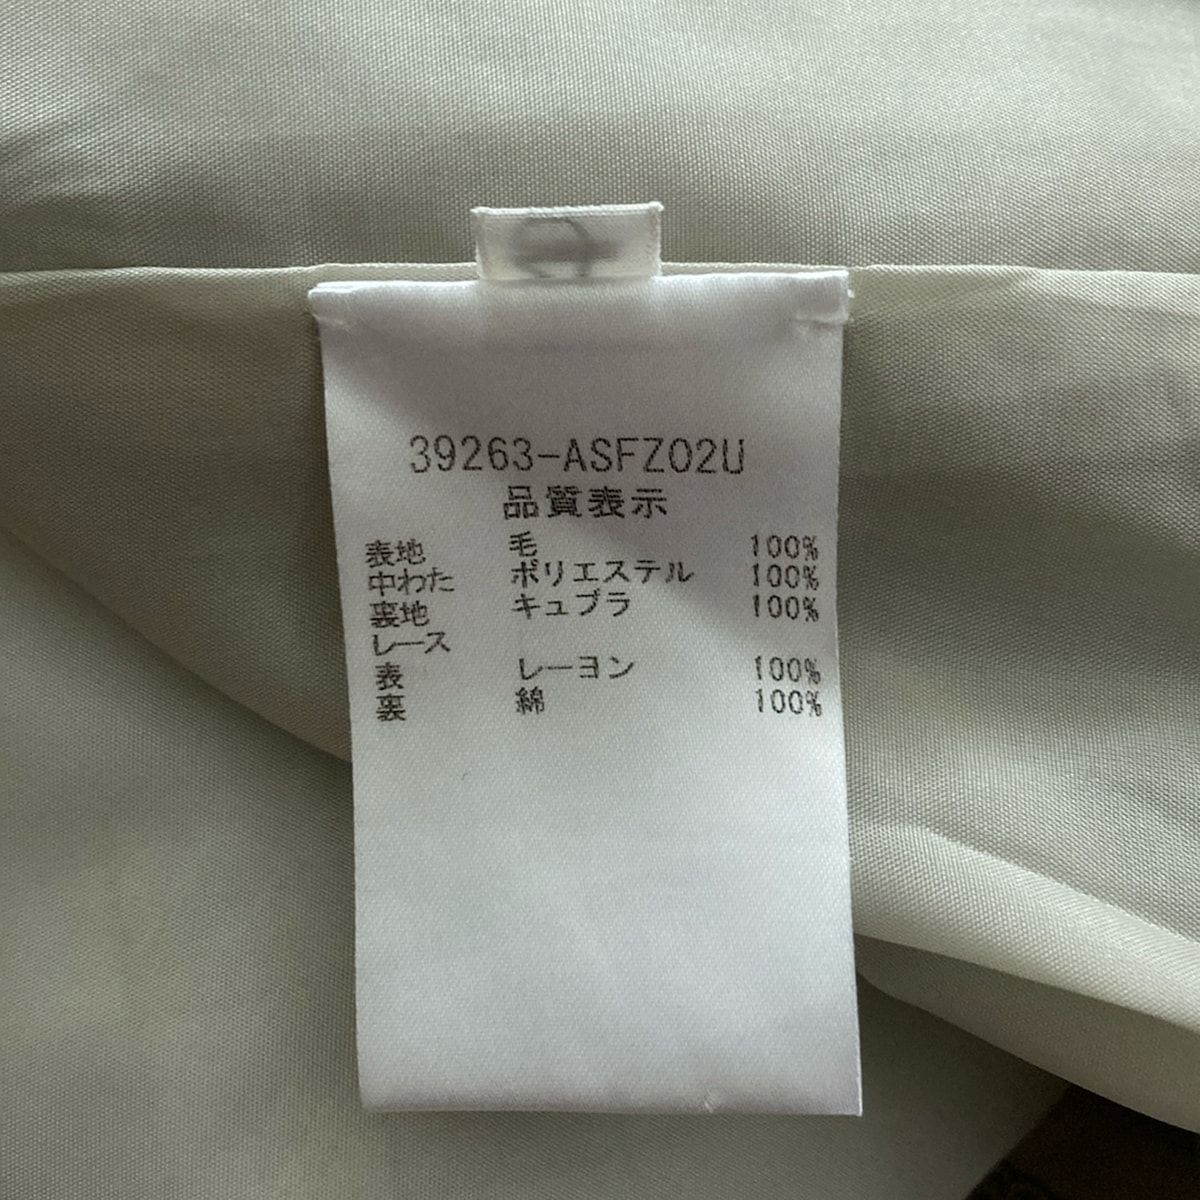 39263-ASFZ02U
品質表示
表地 毛 100%
中わた ポリエステル 100%
裏地 キュプラ 100%
レース
表 レーヨン 100%
裏 綿 100%